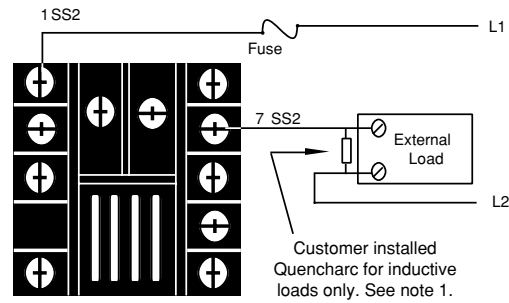 1 SS2
L1
Fuse
7 SS2
External
Load
L2
Customer installed
Quencharc for inductive
loads only. See note 1.